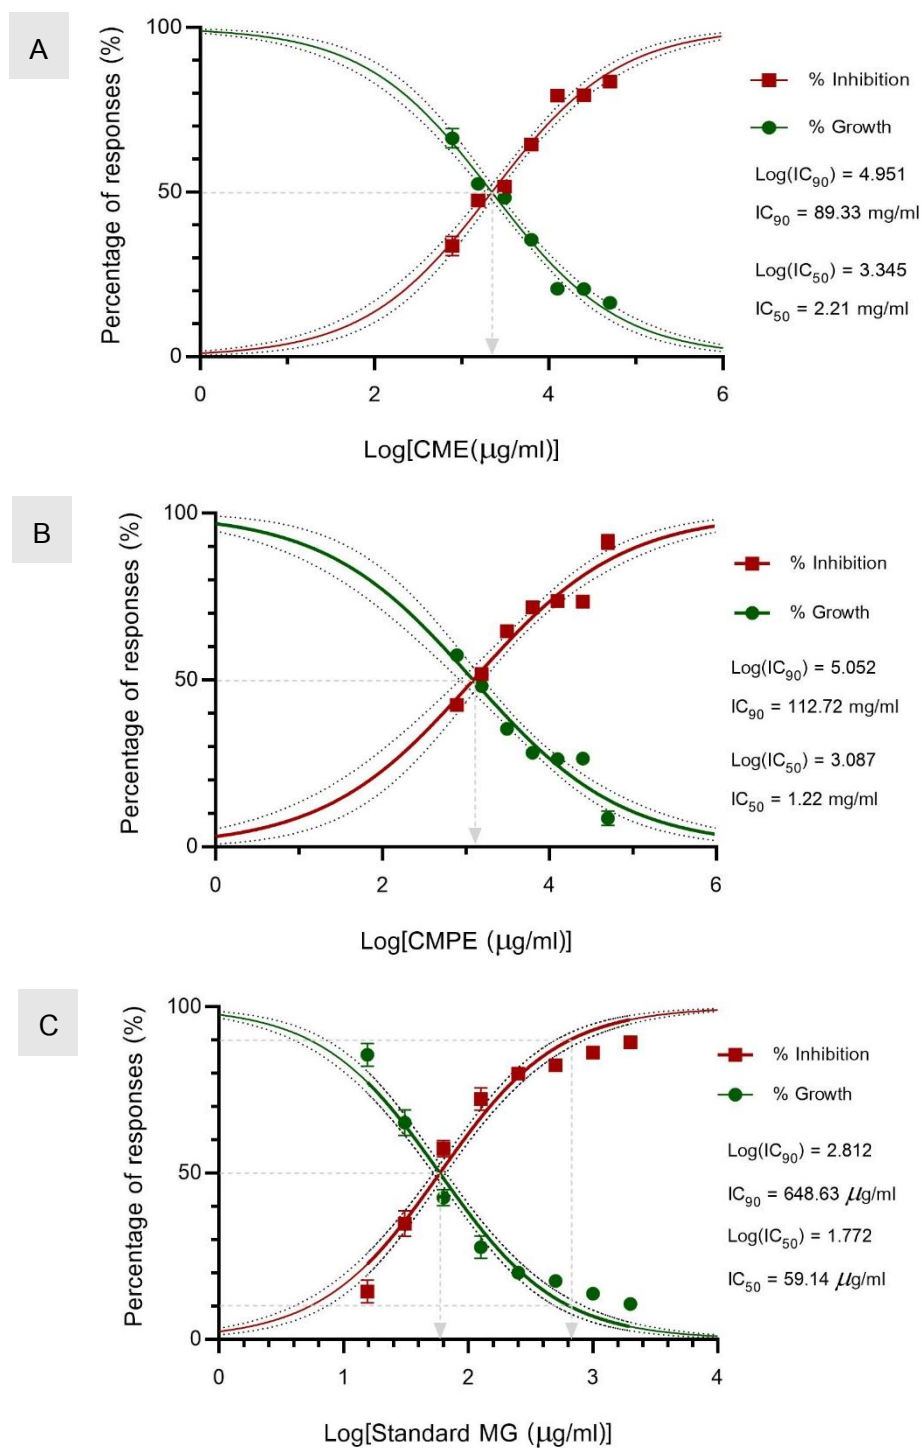 A
Percentage of responses (%)
100
50
0
0 2 4 6
Log[CME(μg/ml)]
% Inhibition
% Growth
Log(IC90) = 4.951
IC90 = 89.33 mg/ml
Log(IC50) = 3.345
IC50 = 2.21 mg/ml
B
Percentage of responses (%)
100
50
0
0 2 4 6
Log[CMPE (μg/ml)]
% Inhibition
% Growth
Log(IC90) = 5.052
IC90 = 112.72 mg/ml
Log(IC50) = 3.087
IC50 = 1.22 mg/ml
C
Percentage of responses (%)
100
50
0
0 1 2 3 4
Log[Standard MG (μg/ml)]
% Inhibition
% Growth
Log(IC90) = 2.812
IC90 = 648.63 μg/ml
Log(IC50) = 1.772
IC50 = 59.14 μg/ml